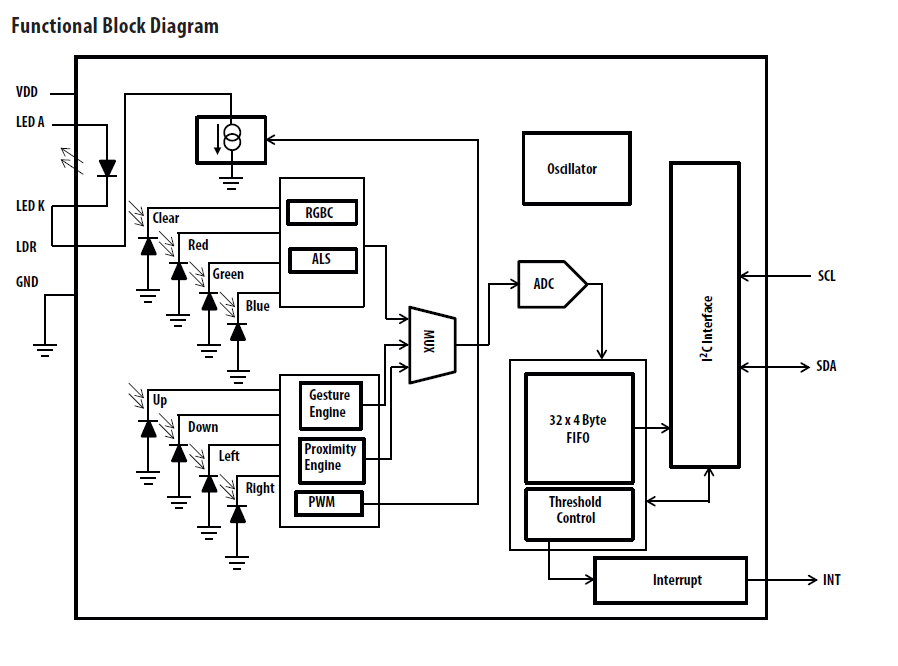 Functional Block Diagram
VDD
LED A
LED K
LDR
GND
Clear
Red
Green
Blue
RGBC
ALS
Up
Down
Left
Right
Gesture
Engine
Proximity
Engine
PWM
MUX
Oscillator
ADC
32 x 4 Byte
FIFO
Threshold
Control
I²C Interface
Interrupt
SCL
SDA
INT